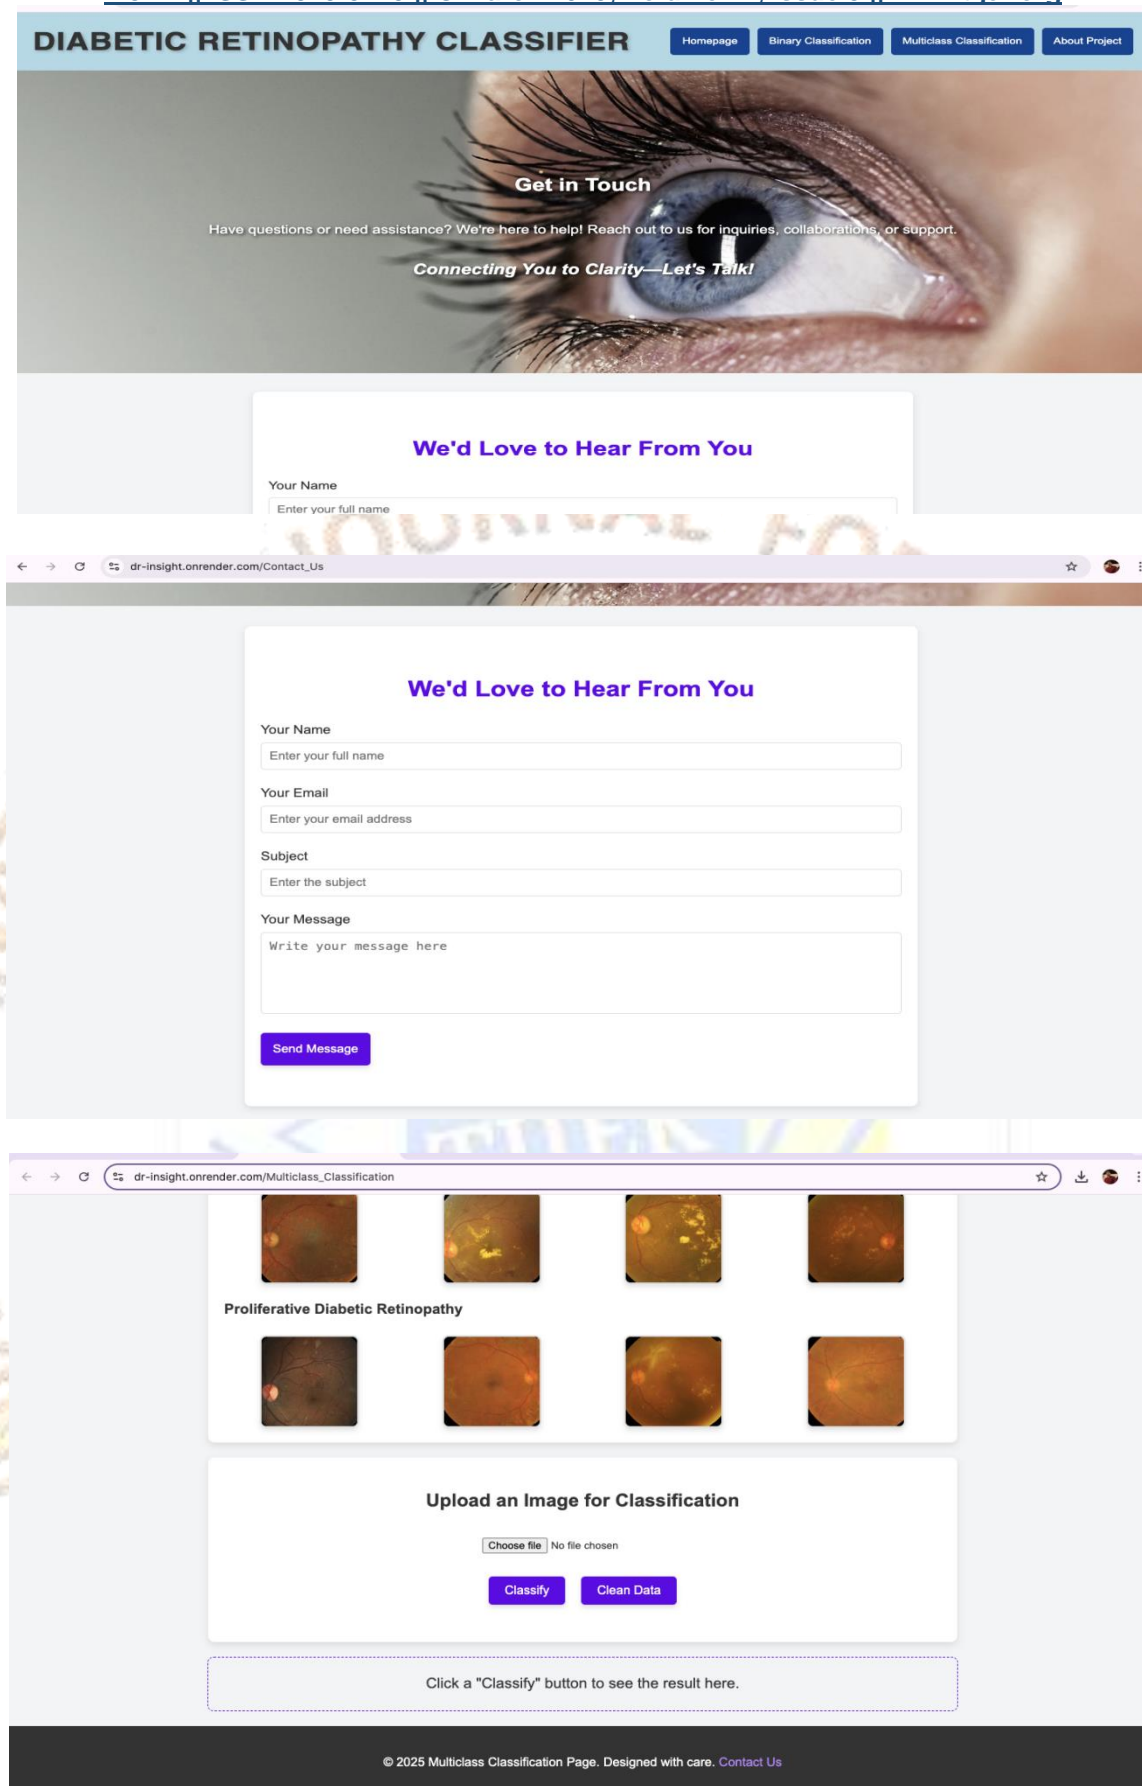 DIABETIC RETINOPATHY CLASSIFIER
Homepage
Binary Classification
Multiclass Classification
About Project
Get in Touch
Have questions or need assistance? We're here to help! Reach out to us for inquiries, collaborations, or support.
Connecting You to Clarity—Let's Talk!
We'd Love to Hear From You
Your Name
Enter your full name
JOURNAL FO
dr-insight.onrender.com/Contact_Us
We'd Love to Hear From You
Your Name
Enter your full name
Your Email
Enter your email address
Subject
Enter the subject
Your Message
Write your message here
Send Message
dr-insight.onrender.com/Multiclass_Classification
Proliferative Diabetic Retinopathy
Upload an Image for Classification
Choose file No file chosen
Classify
Clean Data
Click a "Classify" button to see the result here.
© 2025 Multiclass Classification Page. Designed with care. Contact Us